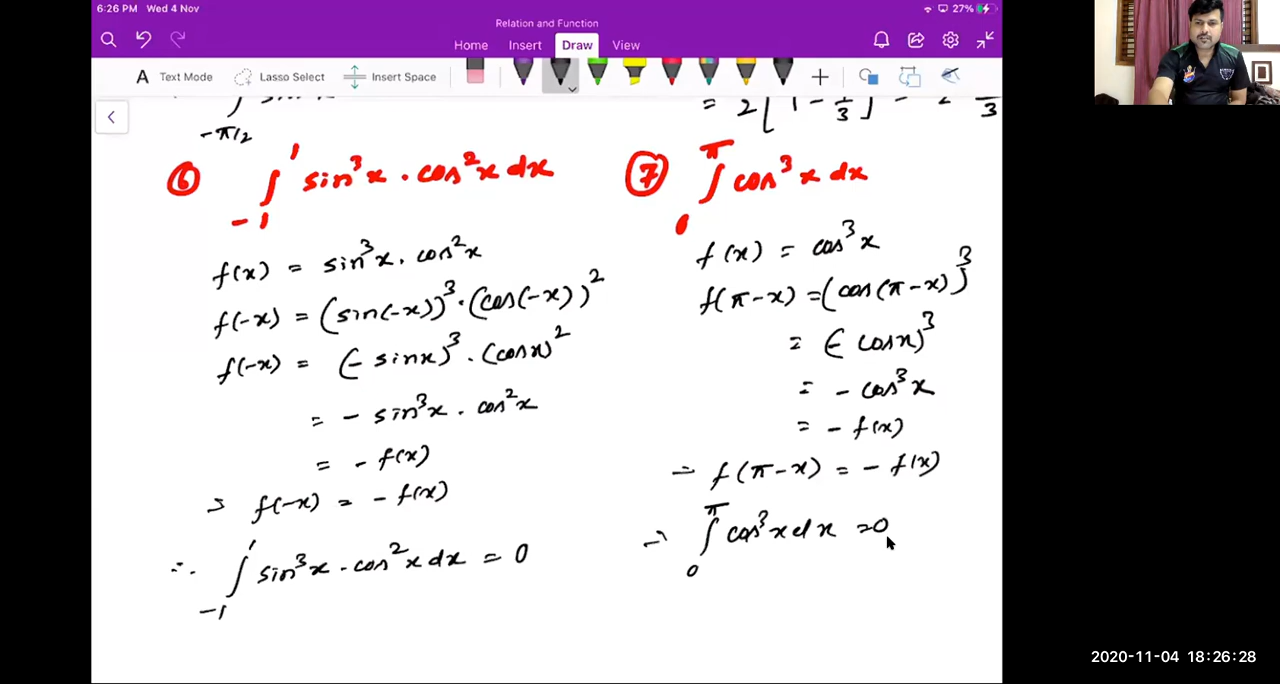 6:26 PM Wed 4 Nov
27%
Relation and Function
Home Insert Draw View
A Text Mode Lasso Select Insert Space
-π/2
= 2[1 - 1/3] = 2
3
⑥ ∫_{-1}^{1} sin³x . cos²x dx
f(x) = sin³x . cos²x
f(-x) = (sin(-x))³ . (cos(-x))²
f(-x) = (- sinx)³ . (cosx)²
= - sin³x . cos²x
= - f(x)
⇒ f(-x) = - f(x)
∴ ∫_{-1}^{1} sin³x . cos²x dx = 0
⑦ ∫_{0}^{π} cos³x dx
f(x) = cos³x
f(π-x) = (cos(π-x))³
= (- cosx)³
= - cos³x
= - f(x)
⇒ f(π-x) = - f(x)
⇒ ∫_{0}^{π} cos³x dx = 0
2020-11-04 18:26:28